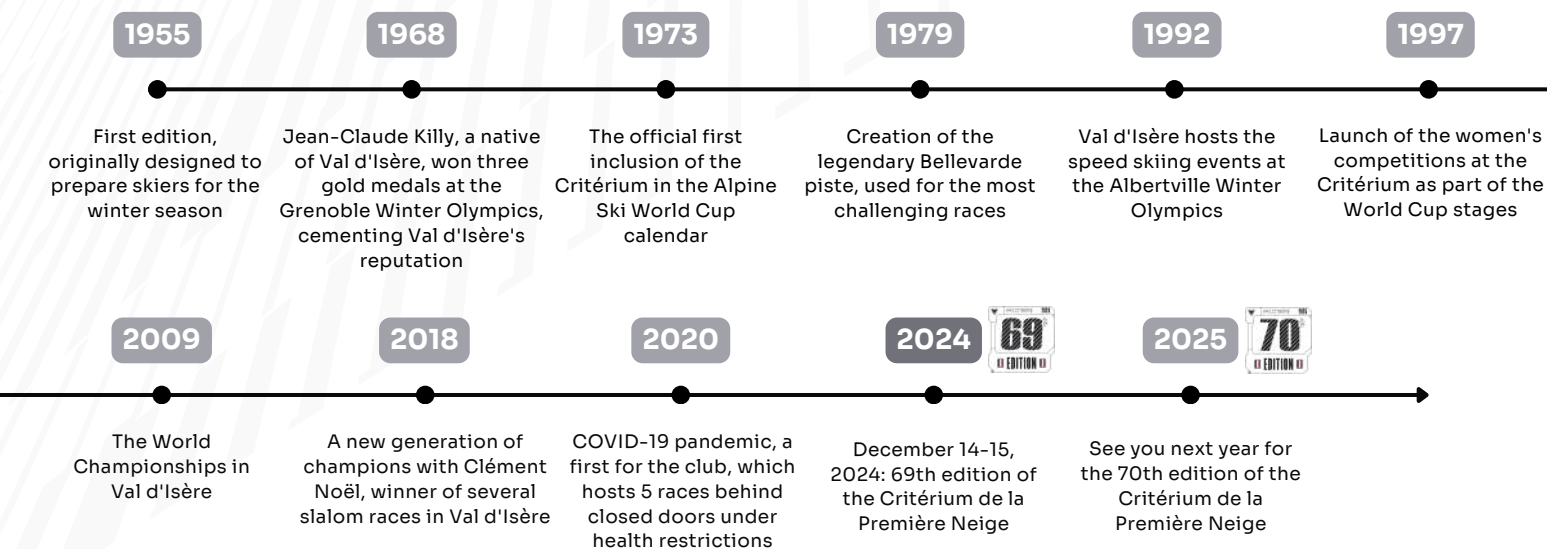 1955
First edition,
originally designed to
prepare skiers for the
winter season
1968
Jean-Claude Killy, a native
of Val d'Isère, won three
gold medals at the
Grenoble Winter Olympics,
cementing Val d'Isère's
reputation
1973
The official first
inclusion of the
Critérium in the Alpine
Ski World Cup
calendar
1979
Creation of the
legendary Bellevarde
piste, used for the most
challenging races
1992
Val d'Isère hosts the
speed skiing events at
the Albertville Winter
Olympics
1997
Launch of the women's
competitions at the
Critérium as part of the
World Cup stages
2009
The World
Championships in
Val d'Isère
2018
A new generation of
champions with Clément
Noël, winner of several
slalom races in Val d'Isère
2020
COVID-19 pandemic, a
first for the club, which
hosts 5 races behind
closed doors under
health restrictions
2024
69
EDITION
December 14-15,
2024: 69th edition of
the Critérium de la
Première Neige
2025
70
EDITION
See you next year for
the 70th edition of the
Critérium de la
Première Neige